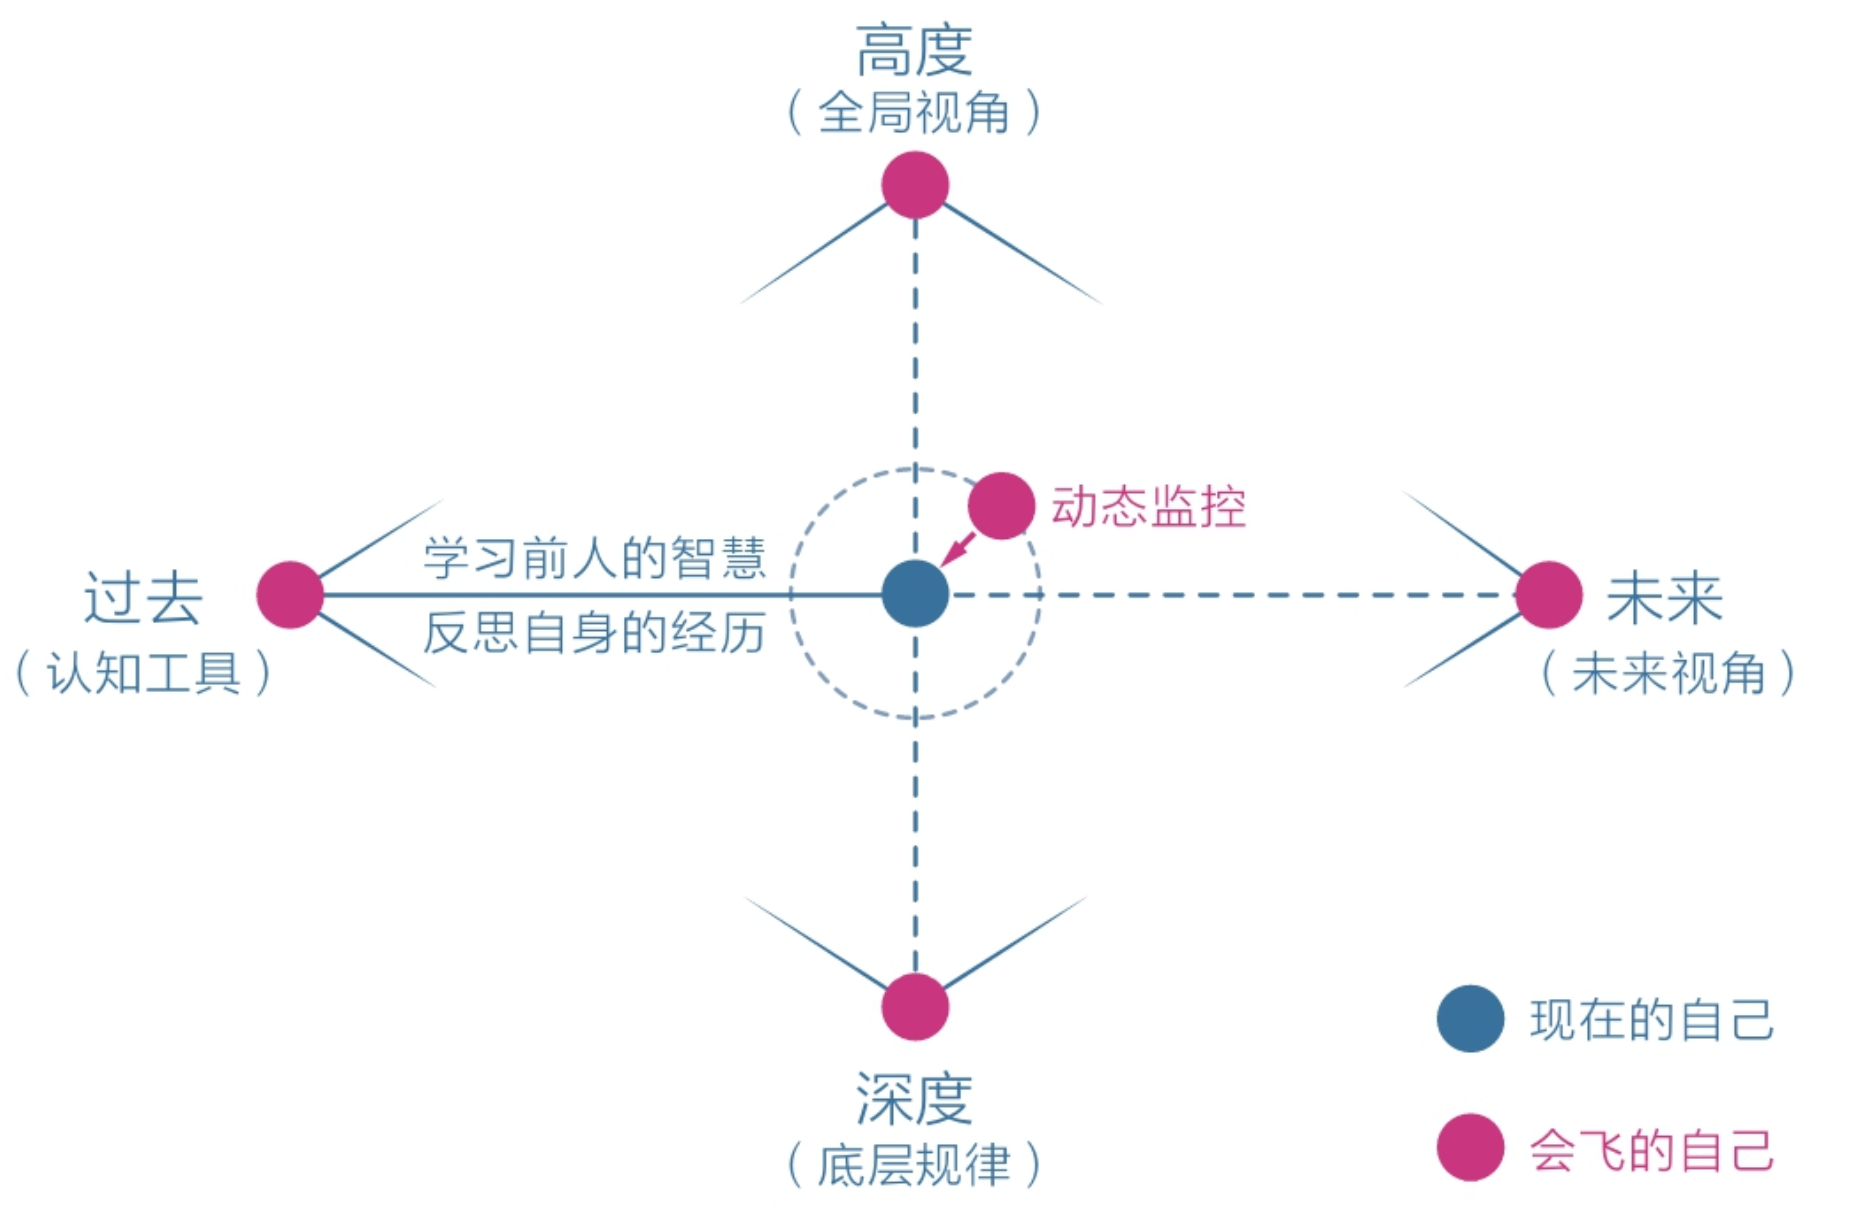 高度
（全局视角）
动态监控
学习前人的智慧
反思自身的经历
过去
（认知工具）
未来
（未来视角）
深度
（底层规律）
现在的自己
会飞的自己